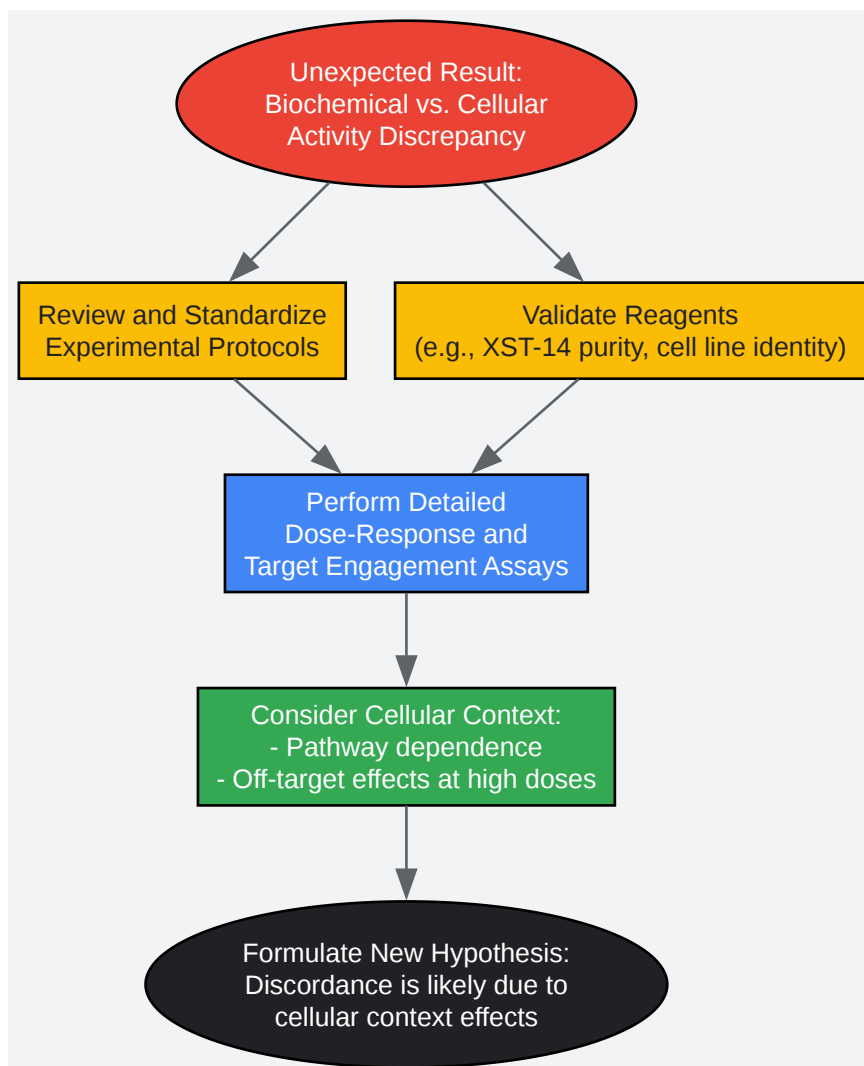 Unexpected Result:
Biochemical vs. Cellular
Activity Discrepancy
Review and Standardize
Experimental Protocols
Validate Reagents
(e.g., XST-14 purity, cell line identity)
Perform Detailed
Dose-Response and
Target Engagement Assays
Consider Cellular Context:
- Pathway dependence
- Off-target effects at high doses
Formulate New Hypothesis:
Discordance is likely due to
cellular context effects